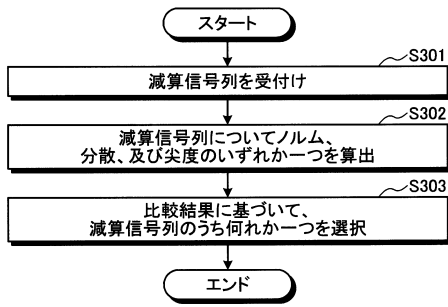 スタート
S301
減算信号列を受付け
S302
減算信号列についてノルム、
分散、及び尖度のいずれか一つを算出
S303
比較結果に基づいて、
減算信号列のうち何れか一つを選択
エンド